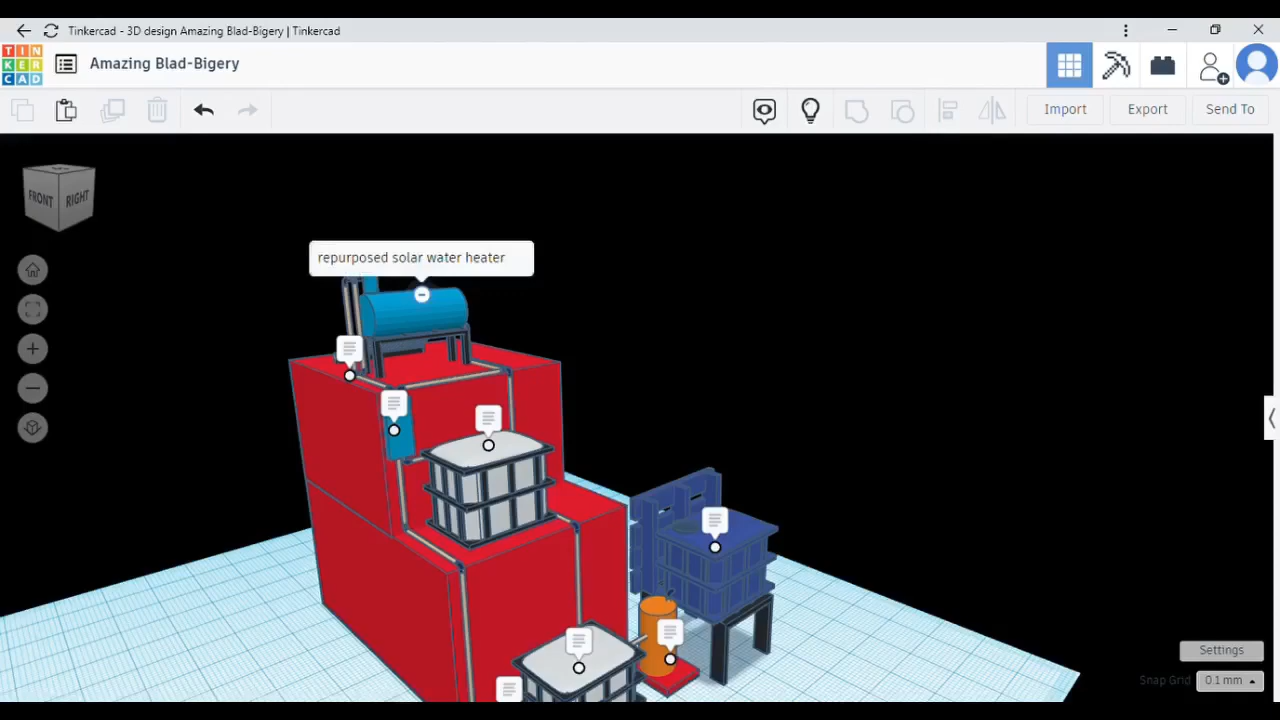 Tinkercad - 3D design Amazing Blad-Bigery | Tinkercad
TIN
KER
CAD
Amazing Blad-Bigery
Import
Export
Send To
FRONT
RIGHT
repurposed solar water heater
Settings
Snap Grid
0.1 mm